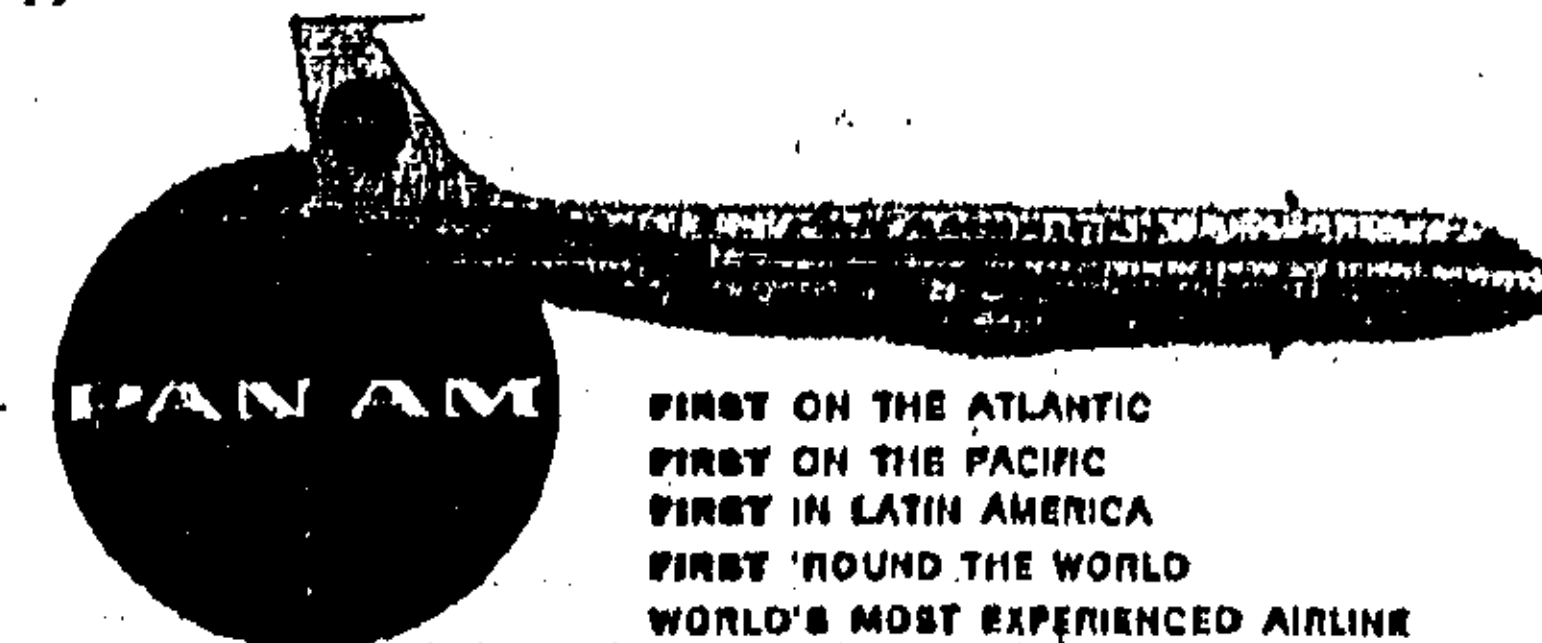 PAN AM
FIRST ON THE ATLANTIC
FIRST ON THE PACIFIC
FIRST IN LATIN AMERICA
FIRST 'ROUND THE WORLD
WORLD'S MOST EXPERIENCED AIRLINE